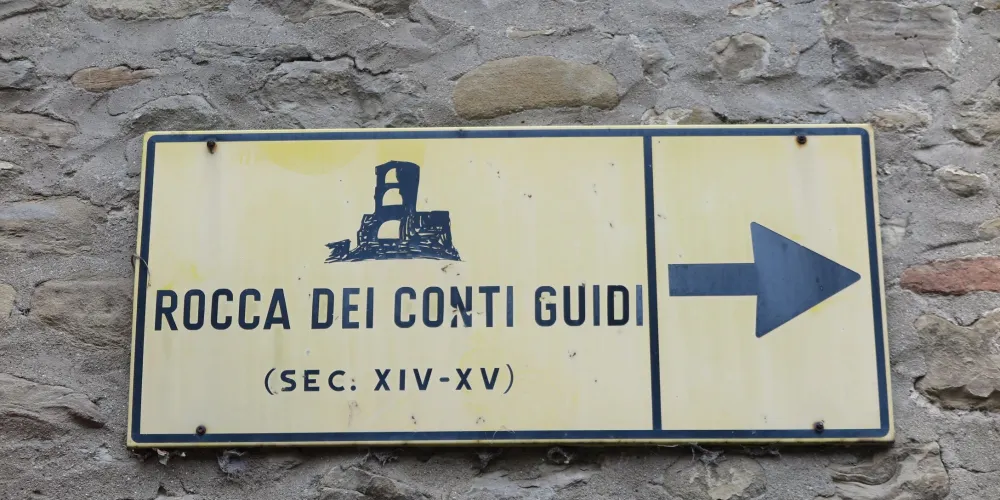 ROCCA DEI CONTI GUIDI
(SEC: XIV-XV)